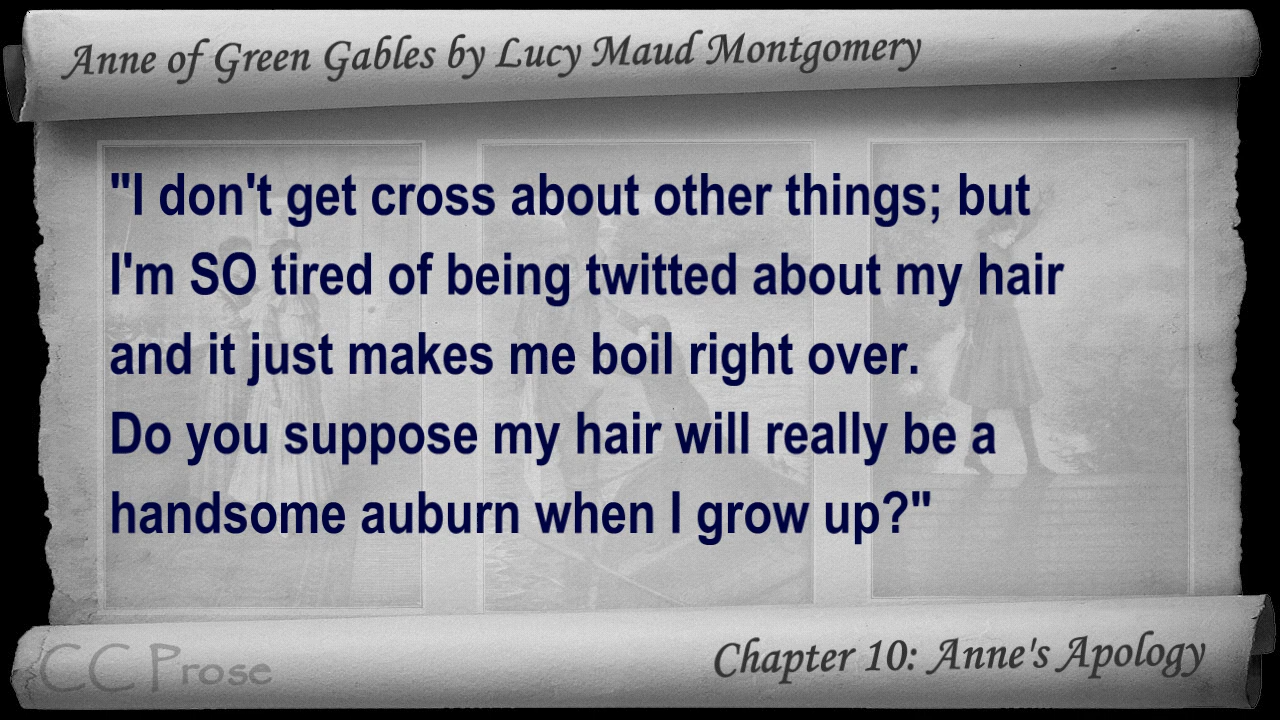 Anne of Green Gables by Lucy Maud Montgomery
"I don't get cross about other things; but
I'm SO tired of being twitted about my hair
and it just makes me boil right over.
Do you suppose my hair will really be a
handsome auburn when I grow up?"
CC Prose
Chapter 10: Anne's Apology